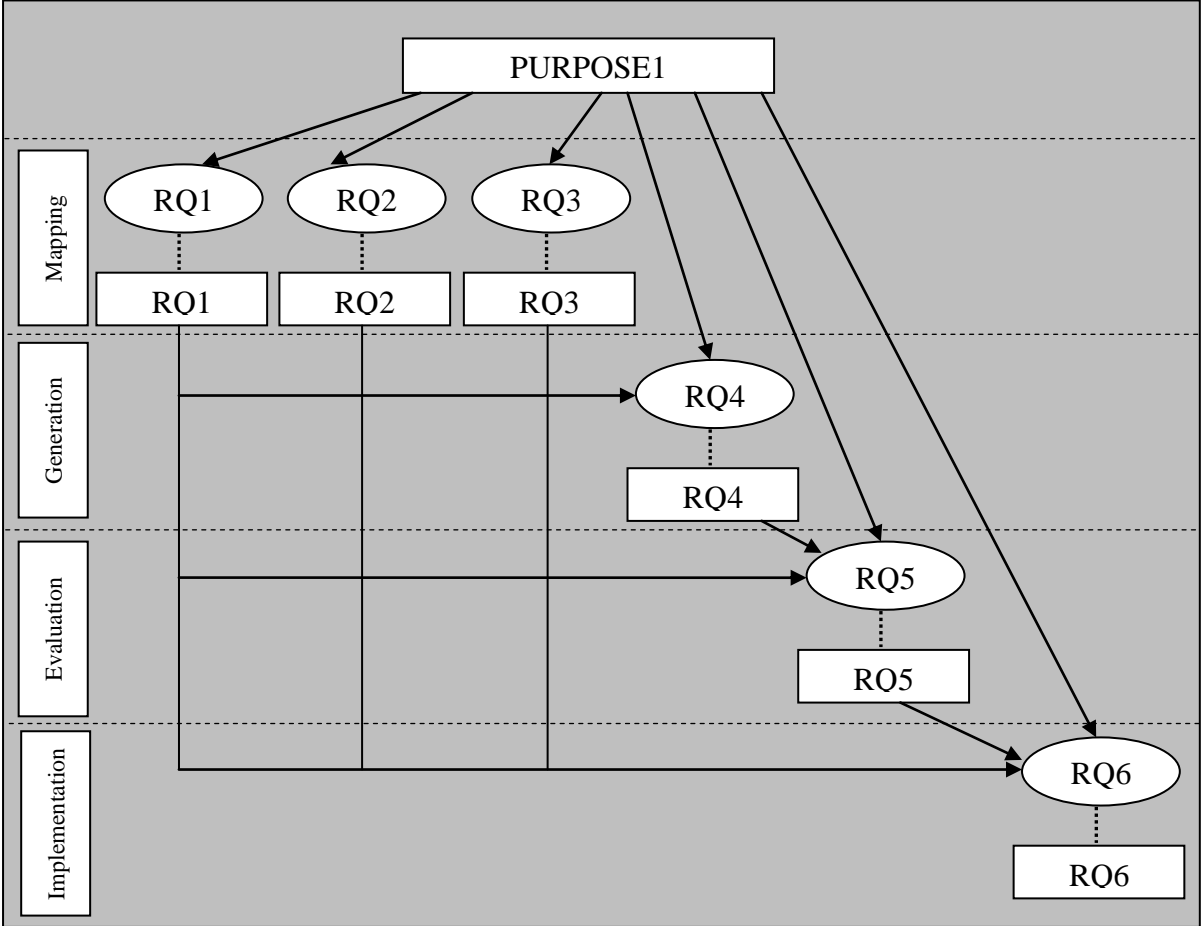 PURPOSE1
Mapping
RQ1
RQ2
RQ3
RQ1
RQ2
RQ3
Generation
RQ4
RQ4
Evaluation
RQ5
RQ5
Implementation
RQ6
RQ6